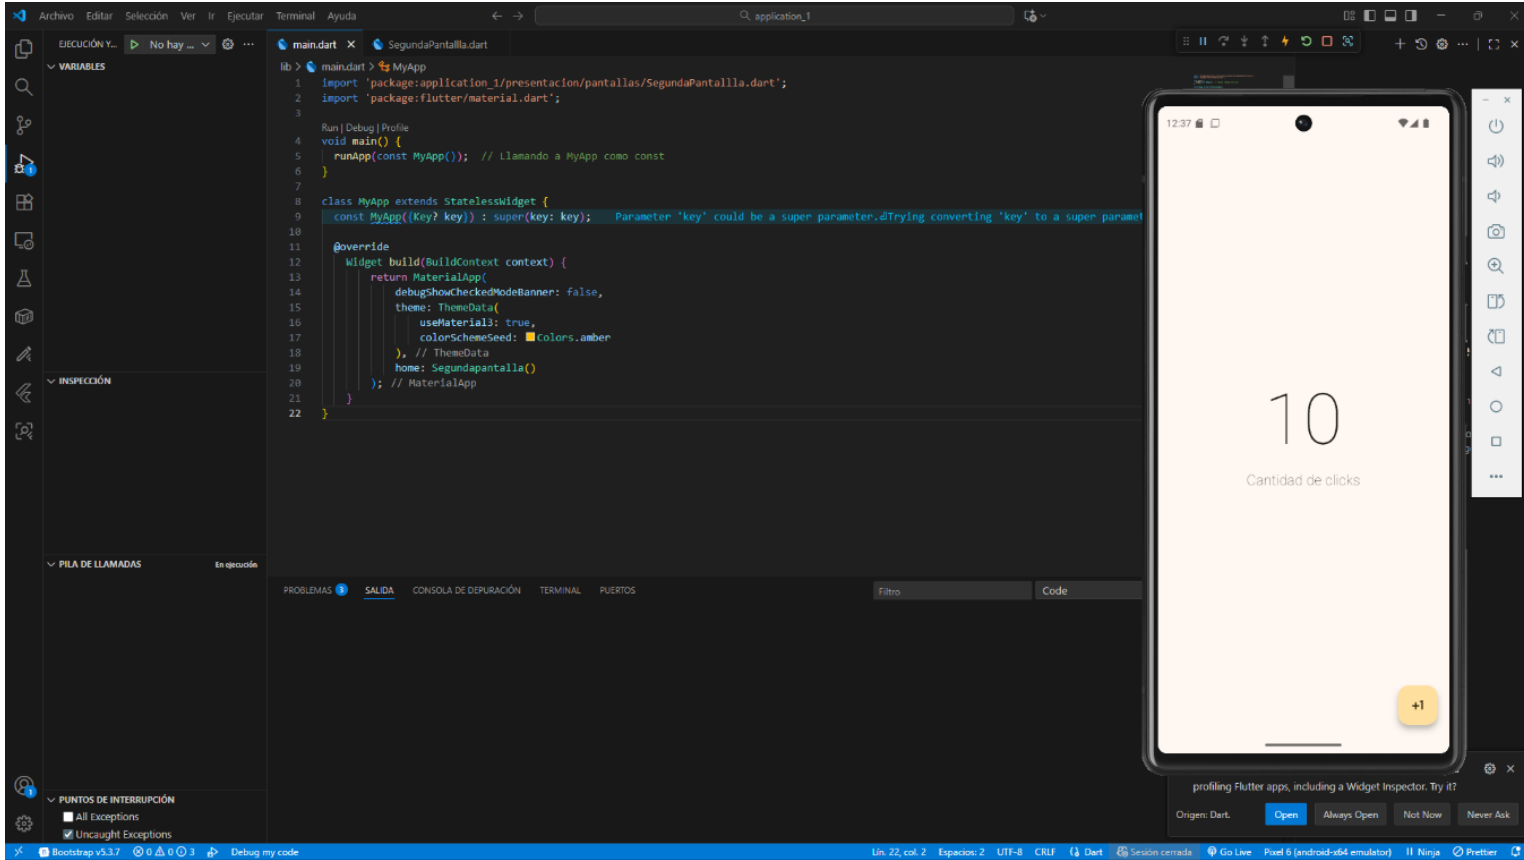 Archivo Editar Selección Ver Ir Ejecutar Terminal Ayuda
application_1
EJECUCIÓN Y... No hay ...
main.dart
SegundaPantallla.dart
VARIABLES
lib > main.dart > MyApp
1 import 'package:application_1/presentacion/pantallas/SegundaPantallla.dart';
2 import 'package:flutter/material.dart';
3
Run | Debug | Profile
4 void main() {
5 runApp(const MyApp()); // Llamando a MyApp como const
6 }
7
8 class MyApp extends StatelessWidget {
9 const MyApp({Key? key}) : super(key: key); Parameter 'key' could be a super parameter.↲Trying converting 'key' to a super paramet
10
11 @override
12 Widget build(BuildContext context) {
13 return MaterialApp(
14 debugShowCheckedModeBanner: false,
15 theme: ThemeData(
16 useMaterial3: true,
17 colorSchemeSeed: Colors.amber
18 ), // ThemeData
19 home: Segundapantalla()
20 ); // MaterialApp
21 }
22 }
INSPECCIÓN
PILA DE LLAMADAS
En ejecución
PUNTOS DE INTERRUPCIÓN
All Exceptions
Uncaught Exceptions
PROBLEMAS 3 SALIDA CONSOLA DE DEPURACIÓN TERMINAL PUERTOS
Filtro
Code
12:37
10
Cantidad de clicks
+1
profiling Flutter apps, including a Widget Inspector. Try it?
Origen: Dart.
Open
Always Open
Not Now
Never Ask
1
1
Bootstrap v5.3.7 0 0 3 Debug my code
Lín. 22, col. 2 Espacios: 2 UTF-8 CRLF Dart Sesión cerrada Go Live Pixel 6 (android-x64 emulator) Ninja Prettier